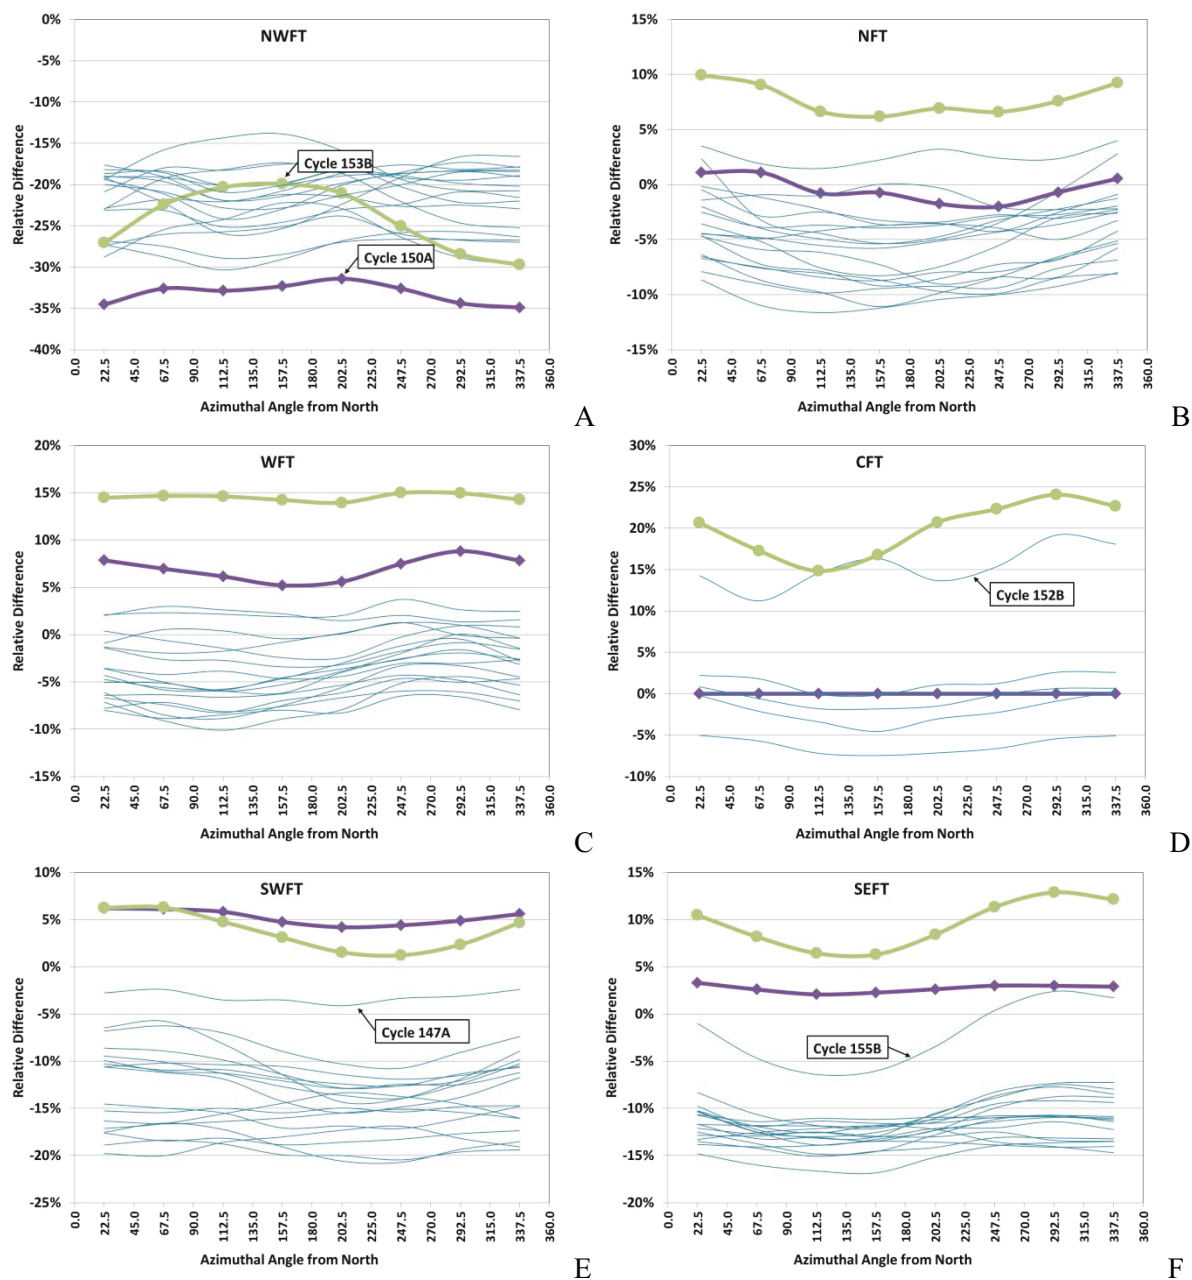 NWFT
0%
-5%
-10%
-15%
-20%
-25%
-30%
-35%
-40%
Relative Difference
Cycle 153B
Cycle 150A
0.0 22.5 45.0 67.5 90.0 112.5 135.0 157.5 180.0 202.5 225.0 247.5 270.0 292.5 315.0 337.5 360.0
Azimuthal Angle from North
A
NFT
15%
10%
5%
0%
-5%
-10%
-15%
Relative Difference
0.0 22.5 45.0 67.5 90.0 112.5 135.0 157.5 180.0 202.5 225.0 247.5 270.0 292.5 315.0 337.5 360.0
Azimuthal Angle from North
B
WFT
20%
15%
10%
5%
0%
-5%
-10%
-15%
Relative Difference
0.0 22.5 45.0 67.5 90.0 112.5 135.0 157.5 180.0 202.5 225.0 247.5 270.0 292.5 315.0 337.5 360.0
Azimuthal Angle from North
C
CFT
30%
25%
20%
15%
10%
5%
0%
-5%
-10%
Relative Difference
Cycle 152B
0.0 22.5 45.0 67.5 90.0 112.5 135.0 157.5 180.0 202.5 225.0 247.5 270.0 292.5 315.0 337.5 360.0
Azimuthal Angle from North
D
SWFT
10%
5%
0%
-5%
-10%
-15%
-20%
-25%
Relative Difference
Cycle 147A
0.0 22.5 45.0 67.5 90.0 112.5 135.0 157.5 180.0 202.5 225.0 247.5 270.0 292.5 315.0 337.5 360.0
Azimuthal Angle from North
E
SEFT
15%
10%
5%
0%
-5%
-10%
-15%
-20%
Relative Difference
Cycle 155B
0.0 22.5 45.0 67.5 90.0 112.5 135.0 157.5 180.0 202.5 225.0 247.5 270.0 292.5 315.0 337.5 360.0
Azimuthal Angle from North
F